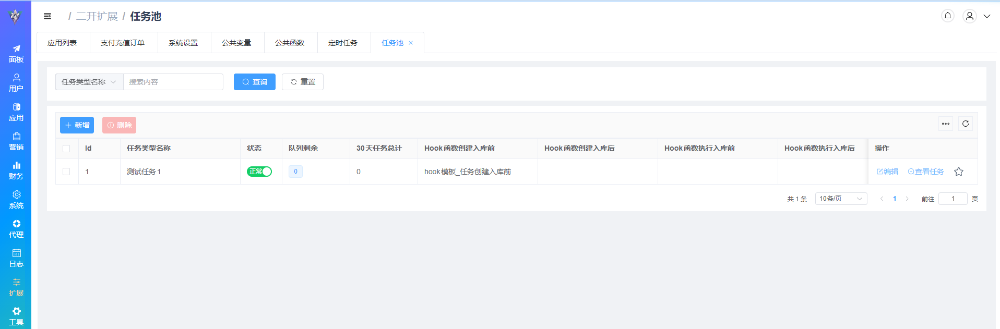 / 二开扩展 / 任务池
应用列表 支付充值订单 系统设置 公共变量 公共函数 定时任务 任务池
面板
用户
应用
营销
财务
系统
代理
日志
扩展
工具
任务类型名称 搜索内容 查询 重置
新增 删除
Id 任务类型名称 状态 队列剩余 30天任务总计 Hook函数创建入库前 Hook函数创建入库后 Hook函数执行入库前 Hook函数执行入库后 操作
1 测试任务1 正常 0 0 hook模板_任务创建入库前 编辑 查看任务
共 1 条 10条/页 1 前往 1 页